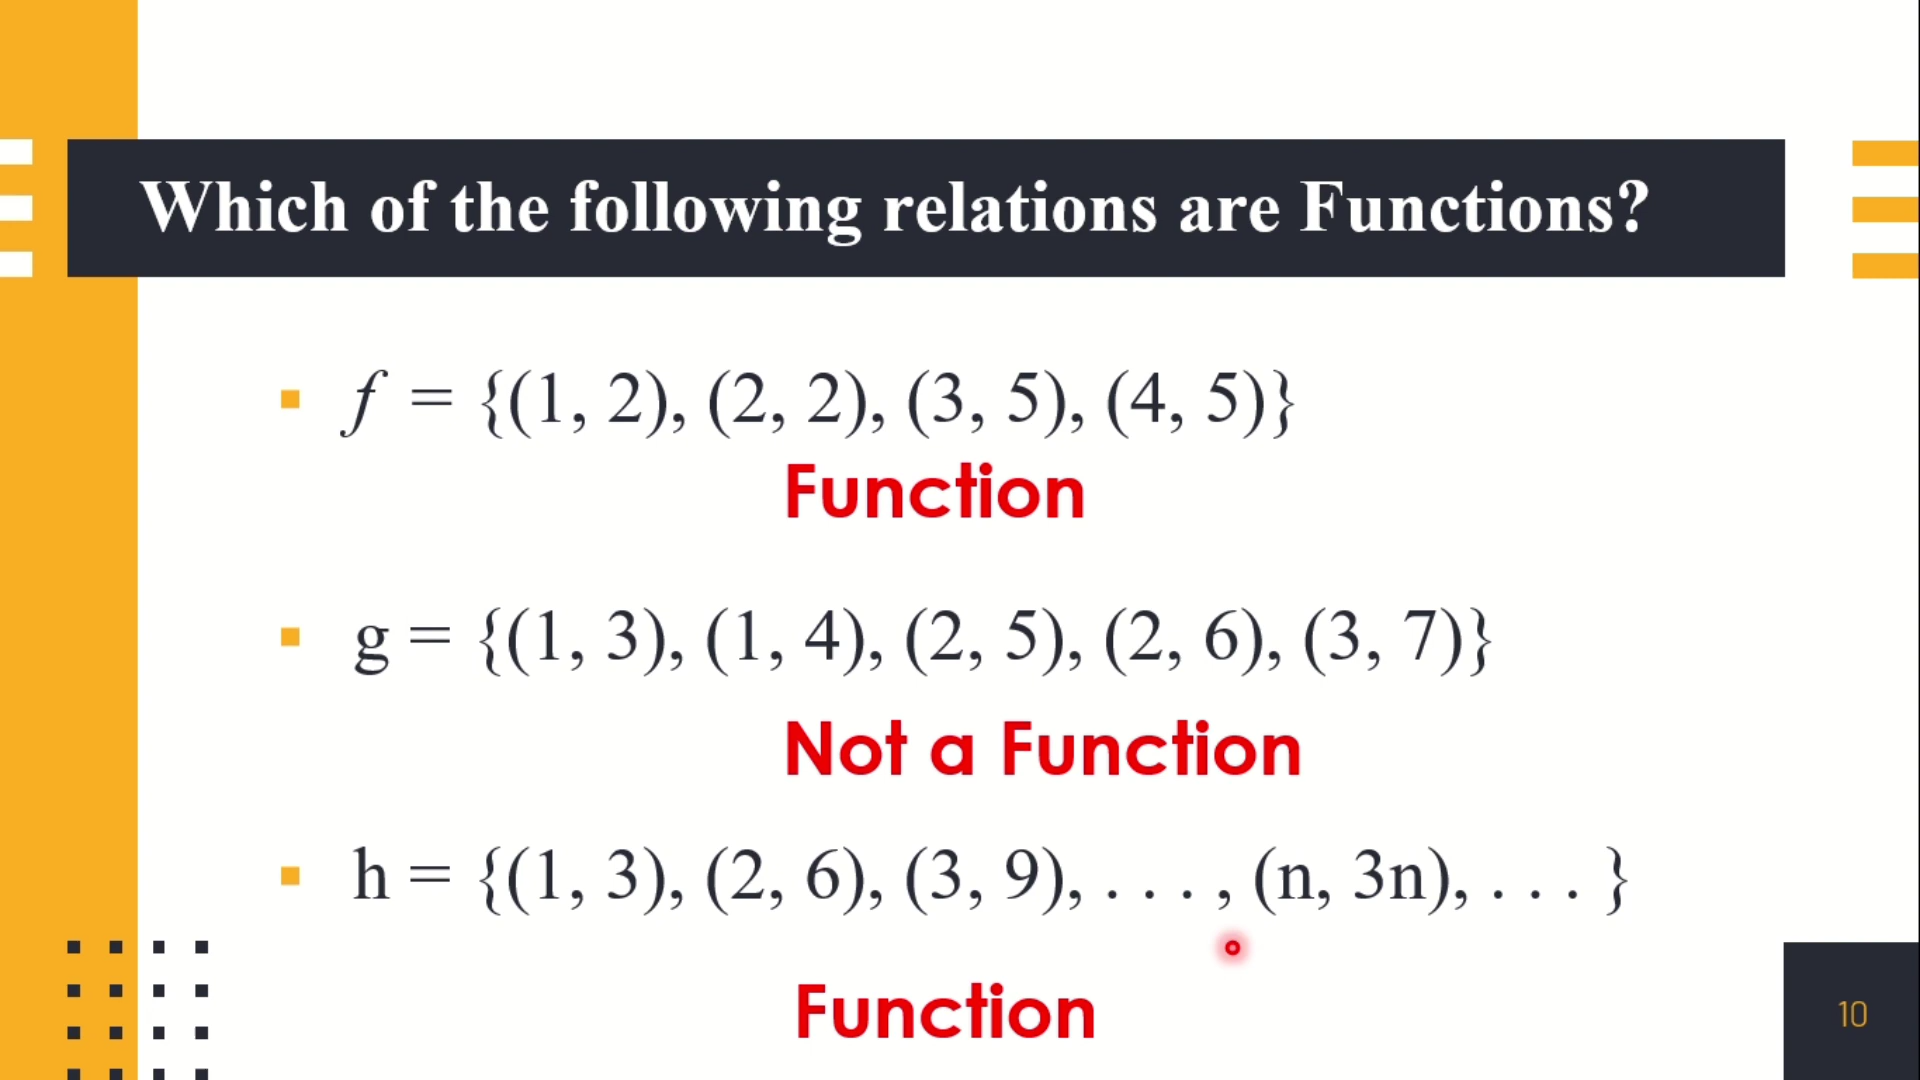 Which of the following relations are Functions?
f = {(1, 2), (2, 2), (3, 5), (4, 5)}
Function
g = {(1, 3), (1, 4), (2, 5), (2, 6), (3, 7)}
Not a Function
h = {(1, 3), (2, 6), (3, 9), . . . , (n, 3n), . . . }
Function
10